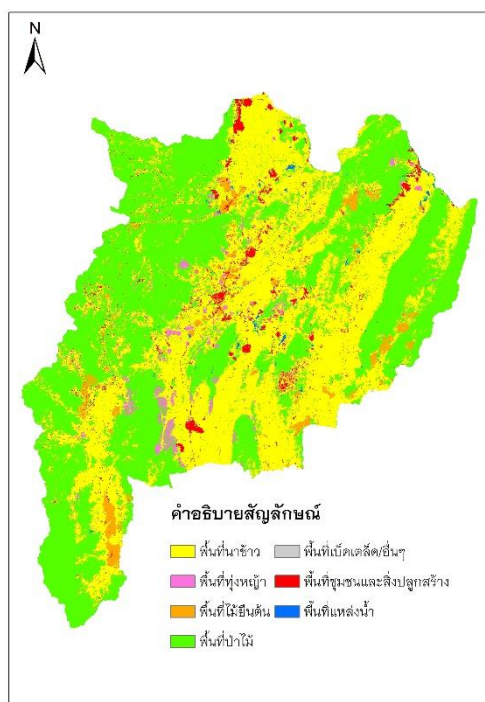 N
คำอธิบายสัญลักษณ์
พื้นที่นาข้าว พื้นที่เบ็ดเตล็ด/อื่นๆ
พื้นที่ทุ่งหญ้า พื้นที่ชุมชนและสิ่งปลูกสร้าง
พื้นที่ไม้ยืนต้น พื้นที่แหล่งน้ำ
พื้นที่ป่าไม้